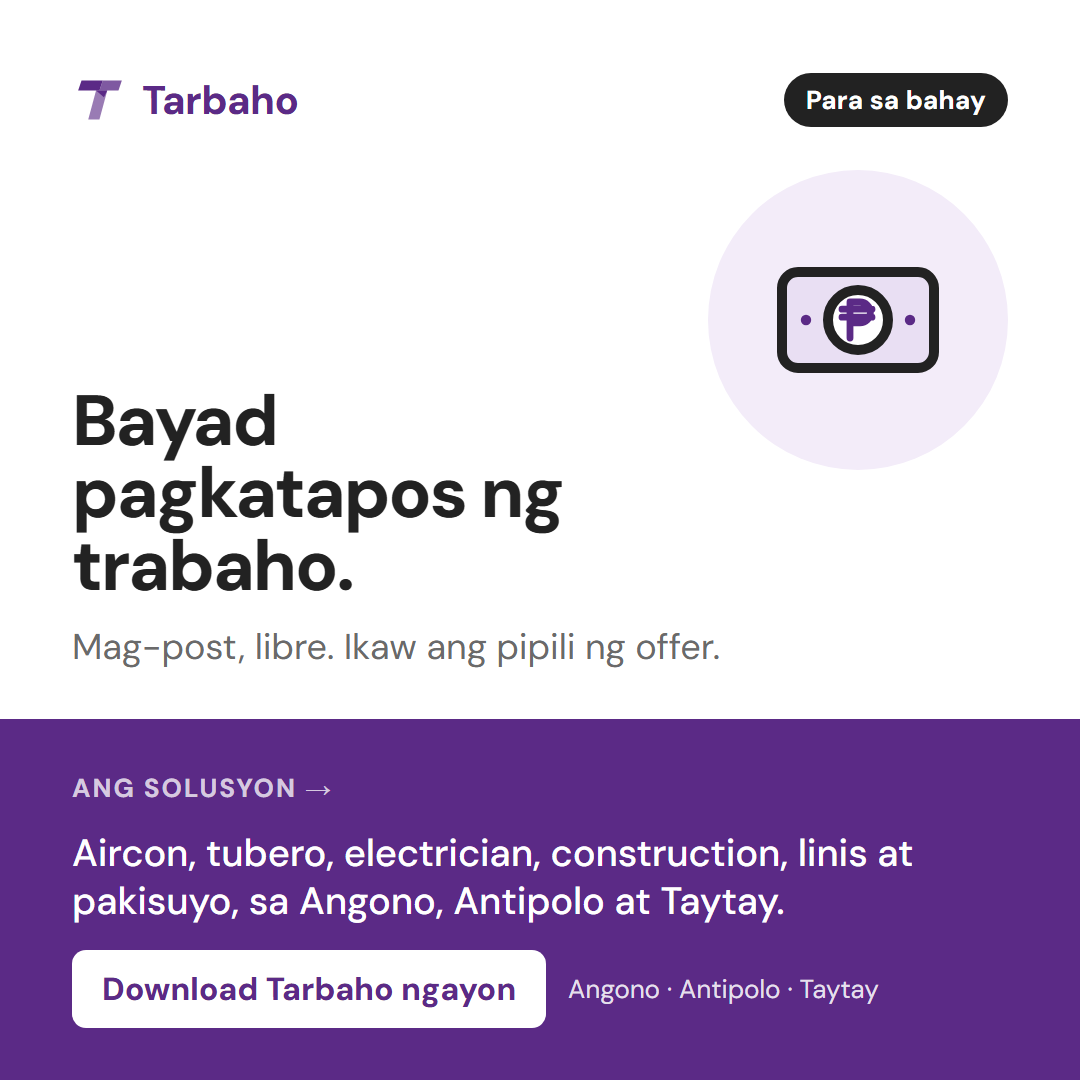 Tarbaho
Para sa bahay
₱
Bayad
pagkatapos ng
trabaho.
Mag-post, libre. Ikaw ang pipili ng offer.
ANG SOLUSYON →
Aircon, tubero, electrician, construction, linis at
pakisuyo, sa Angono, Antipolo at Taytay.
Download Tarbaho ngayon
Angono · Antipolo · Taytay